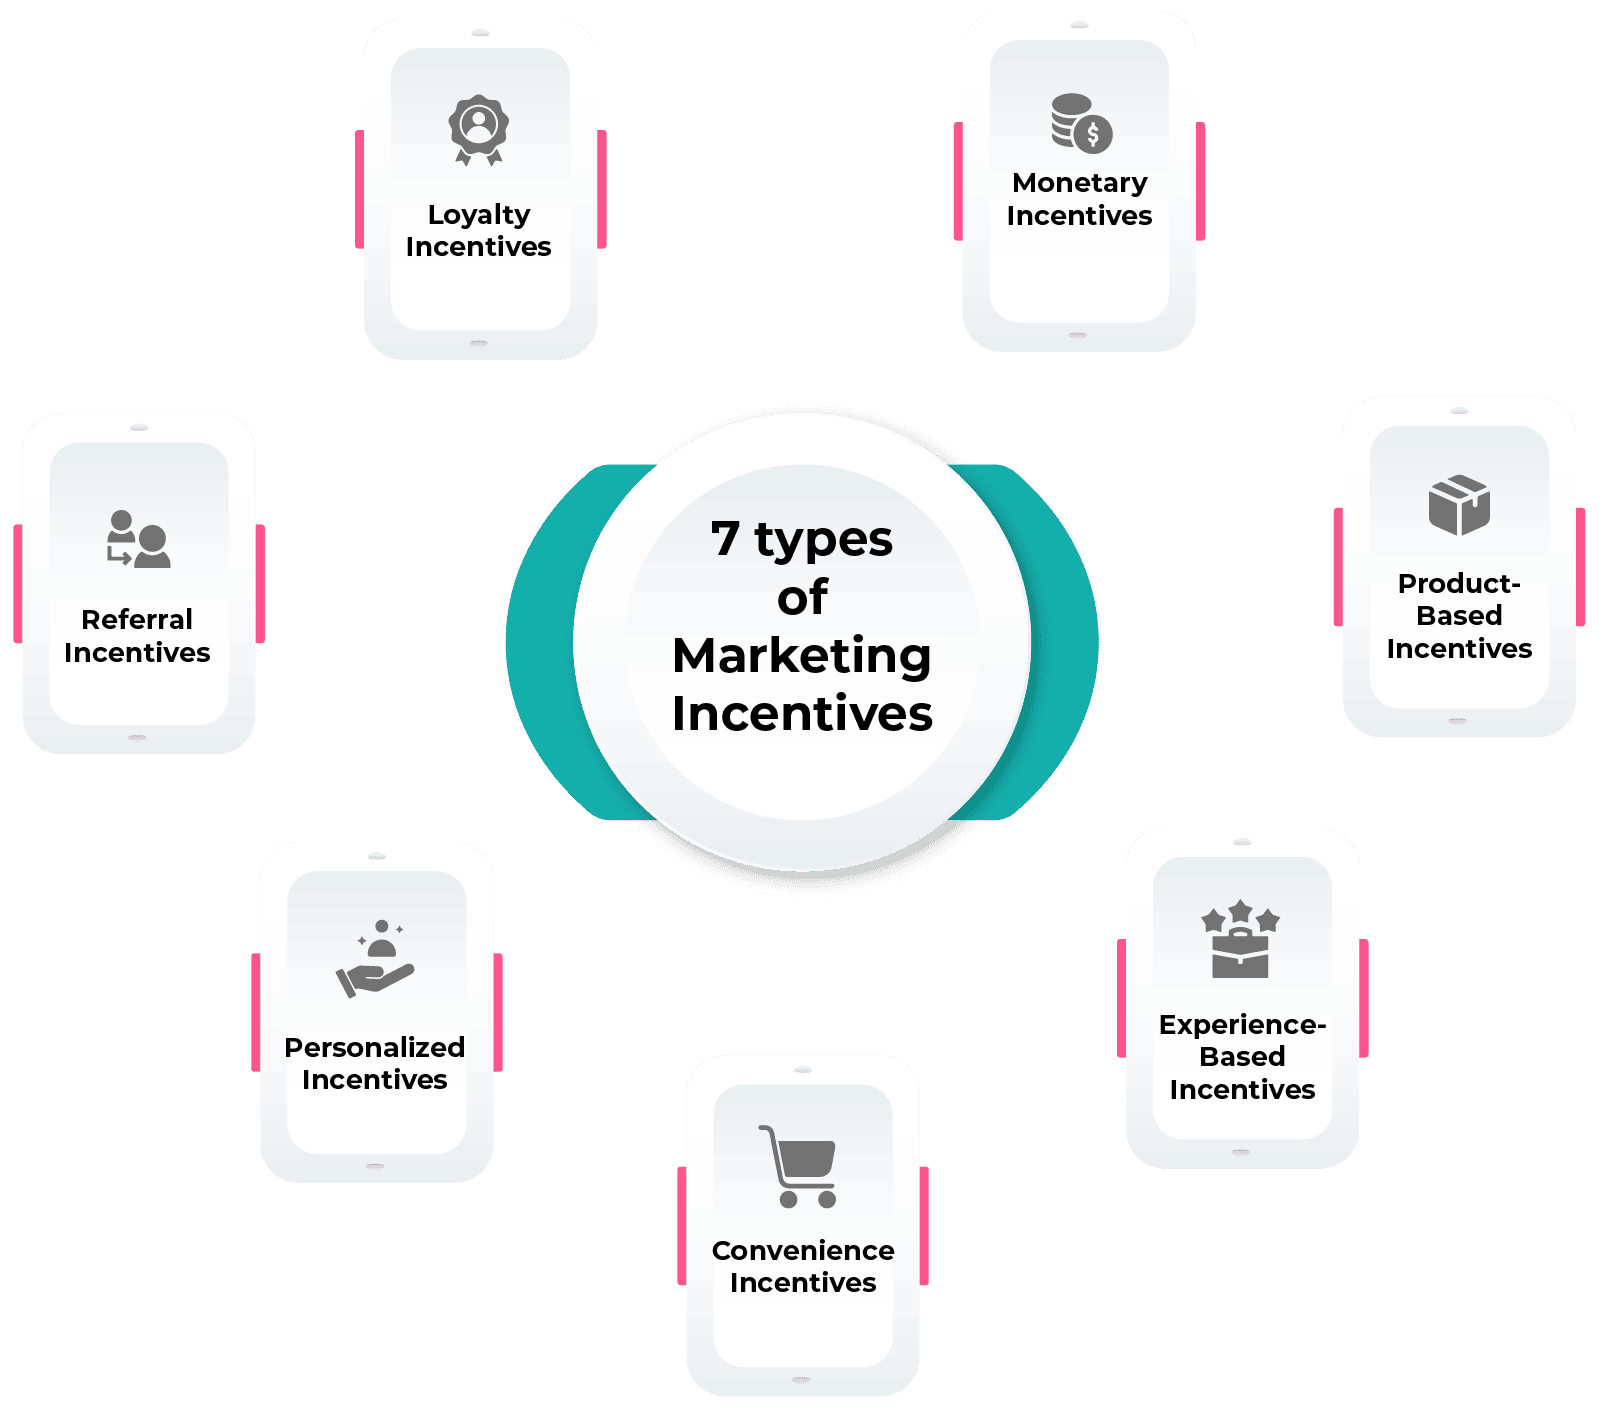 Loyalty
Incentives
Monetary
Incentives
Referral
Incentives
7 types
of
Marketing
Incentives
Product-
Based
Incentives
Personalized
Incentives
Experience-
Based
Incentives
Convenience
Incentives